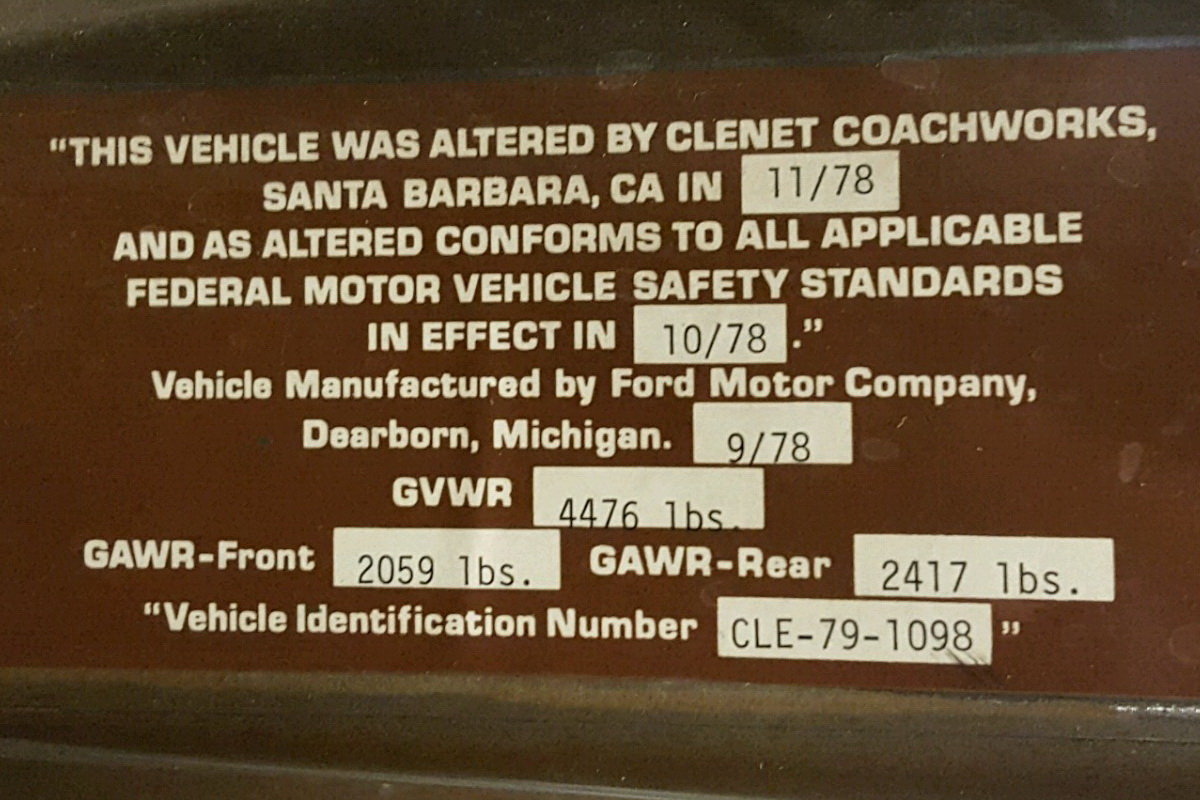 “THIS VEHICLE WAS ALTERED BY CLENET COACHWORKS,
SANTA BARBARA, CA IN 11/78
AND AS ALTERED CONFORMS TO ALL APPLICABLE
FEDERAL MOTOR VEHICLE SAFETY STANDARDS
IN EFFECT IN 10/78.”
Vehicle Manufactured by Ford Motor Company,
Dearborn, Michigan. 9/78
GVWR 4476 lbs.
GAWR-Front 2059 lbs. GAWR-Rear 2417 lbs.
“Vehicle Identification Number CLE-79-1098”